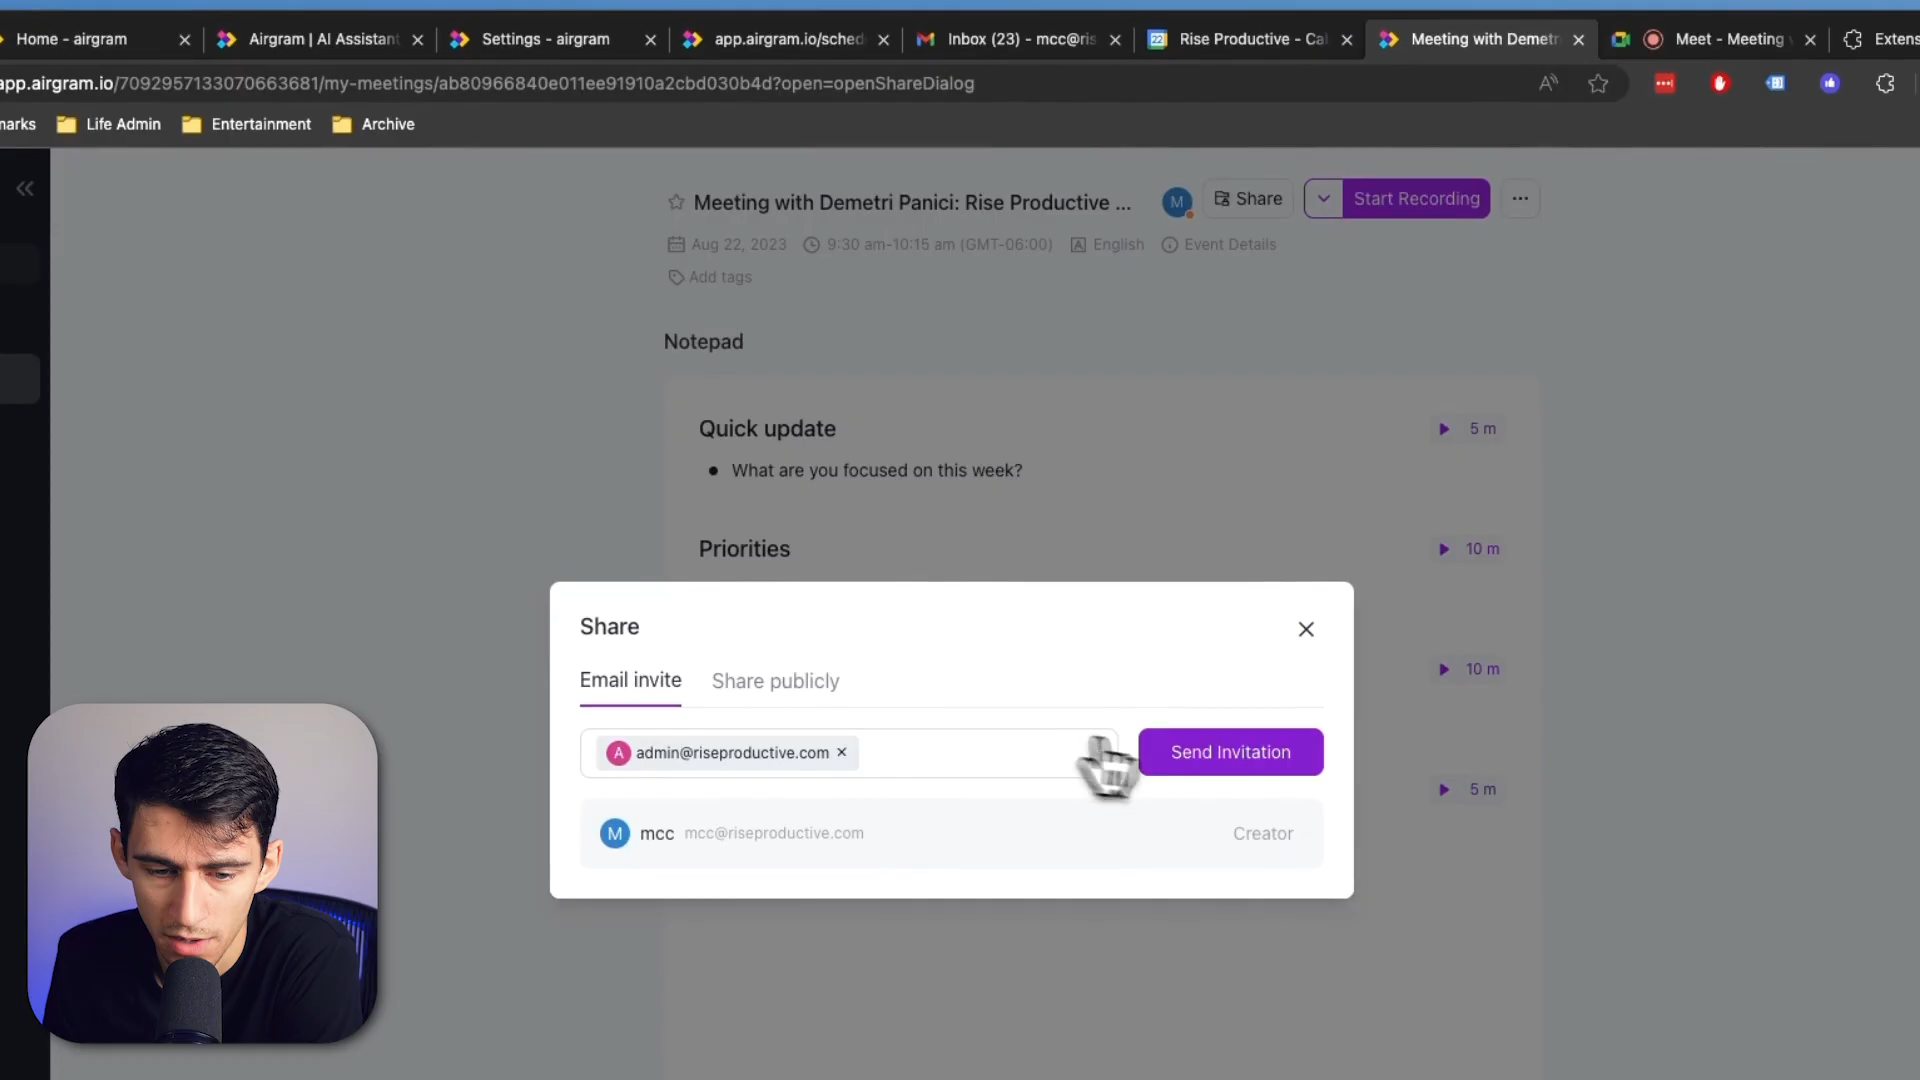 Home - airgram
Airgram | AI Assistant
Settings - airgram
app.airgram.io/sched
Inbox (23) - mcc@ris
Rise Productive - Cal
Meeting with Demetr
Meet - Meeting
Extens
app.airgram.io/7092957133070663681/my-meetings/ab80966840e011ee91910a2cbd030b4d?open=openShareDialog
marks
Life Admin
Entertainment
Archive
Meeting with Demetri Panici: Rise Productive ...
M
Share
Start Recording
Aug 22, 2023
9:30 am-10:15 am (GMT-06:00)
English
Event Details
Add tags
Notepad
Quick update
5 m
• What are you focused on this week?
Priorities
10 m
Share
Email invite
Share publicly
10 m
A admin@riseproductive.com
Send Invitation
5 m
M mcc mcc@riseproductive.com
Creator